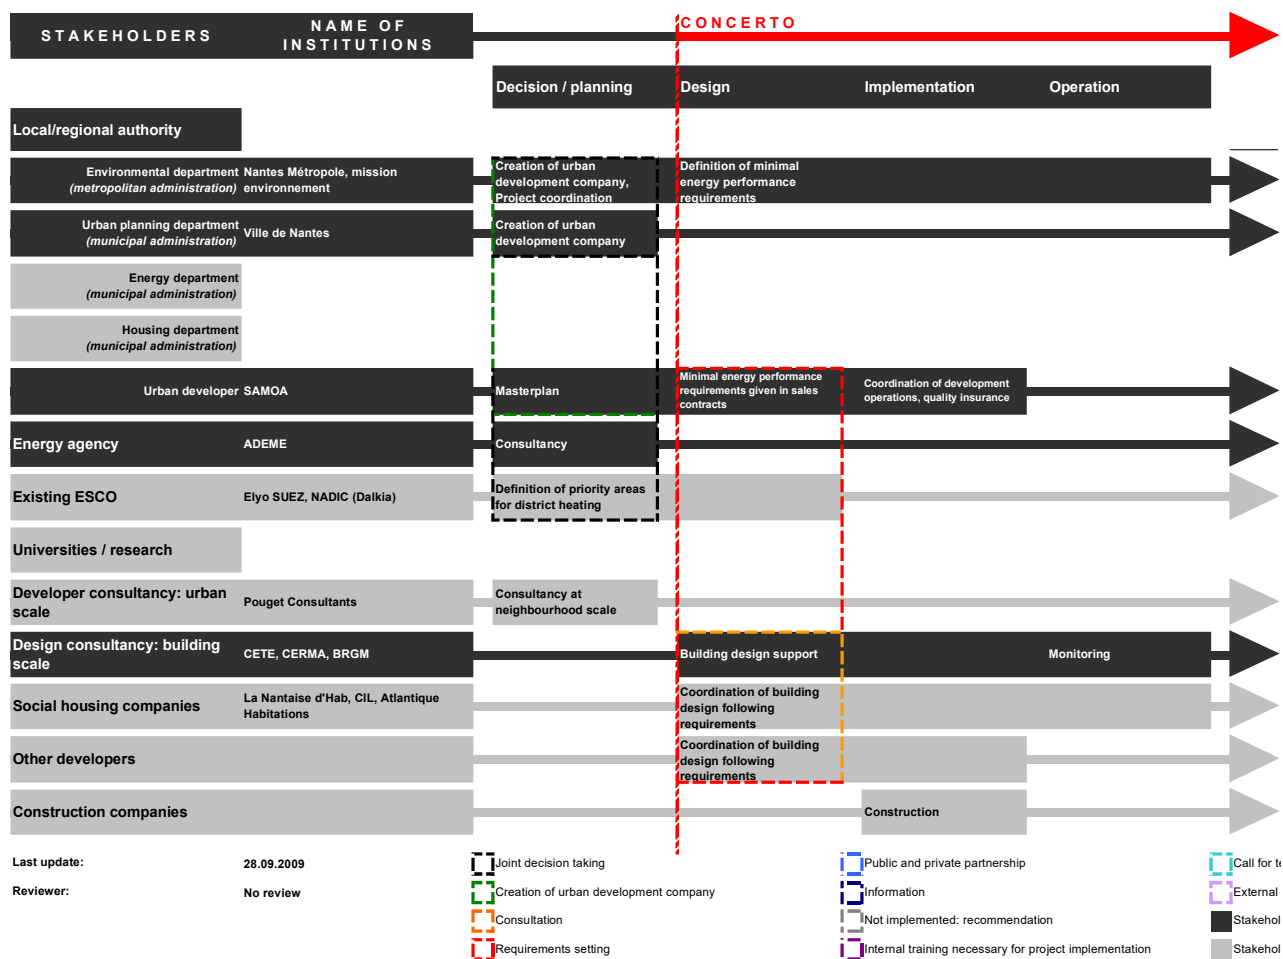 STAKEHOLDERS
NAME OF
INSTITUTIONS
CONCERTO
Decision / planning
Design
Implementation
Operation
Local/regional authority
Environmental department
(metropolitan administration)
Nantes Métropole, mission
environnement
Creation of urban
development company,
Project coordination
Definition of minimal
energy performance
requirements
Urban planning department
(municipal administration)
Ville de Nantes
Creation of urban
development company
Energy department
(municipal administration)
Housing department
(municipal administration)
Urban developer
SAMOA
Masterplan
Minimal energy performance
requirements given in sales
contracts
Coordination of development
operations, quality insurance
Energy agency
ADEME
Consultancy
Existing ESCO
Elyo SUEZ, NADIC (Dalkia)
Definition of priority areas
for district heating
Universities / research
Developer consultancy: urban
scale
Pouget Consultants
Consultancy at
neighbourhood scale
Design consultancy: building
scale
CETE, CERMA, BRGM
Building design support
Monitoring
Social housing companies
La Nantaise d'Hab, CIL, Atlantique
Habitations
Coordination of building
design following
requirements
Other developers
Coordination of building
design following
requirements
Construction companies
Construction
Last update:
28.09.2009
Reviewer:
No review
Joint decision taking
Creation of urban development company
Consultation
Requirements setting
Public and private partnership
Information
Not implemented: recommendation
Internal training necessary for project implementation
Call for
External